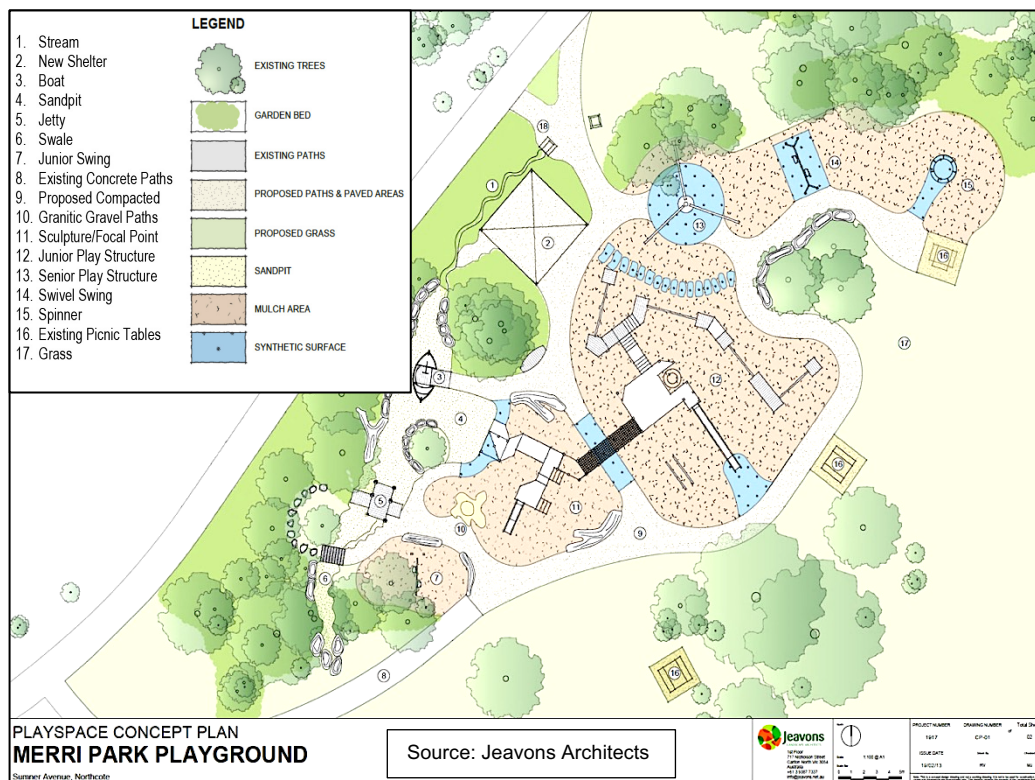 LEGEND
1. Stream
2. New Shelter
3. Boat
4. Sandpit
5. Jetty
6. Swale
7. Junior Swing
8. Existing Concrete Paths
9. Proposed Compacted
10. Granitic Gravel Paths
11. Sculpture/Focal Point
12. Junior Play Structure
13. Senior Play Structure
14. Swivel Swing
15. Spinner
16. Existing Picnic Tables
17. Grass
EXISTING TREES
GARDEN BED
EXISTING PATHS
PROPOSED PATHS & PAVED AREAS
PROPOSED GRASS
SANDPIT
MULCH AREA
SYNTHETIC SURFACE
18
1
2
3
4
5
6
7
8
9
10
11
12
13
14
15
16
16
16
17
PLAYSPACE CONCEPT PLAN
MERRI PARK PLAYGROUND
Sumner Avenue, Northcote
Source: Jeavons Architects
Jeavons
PROJECT NUMBER
1917
DRAWING NUMBER
CP-01
of
02
ISSUE DATE
1:100 @ A1